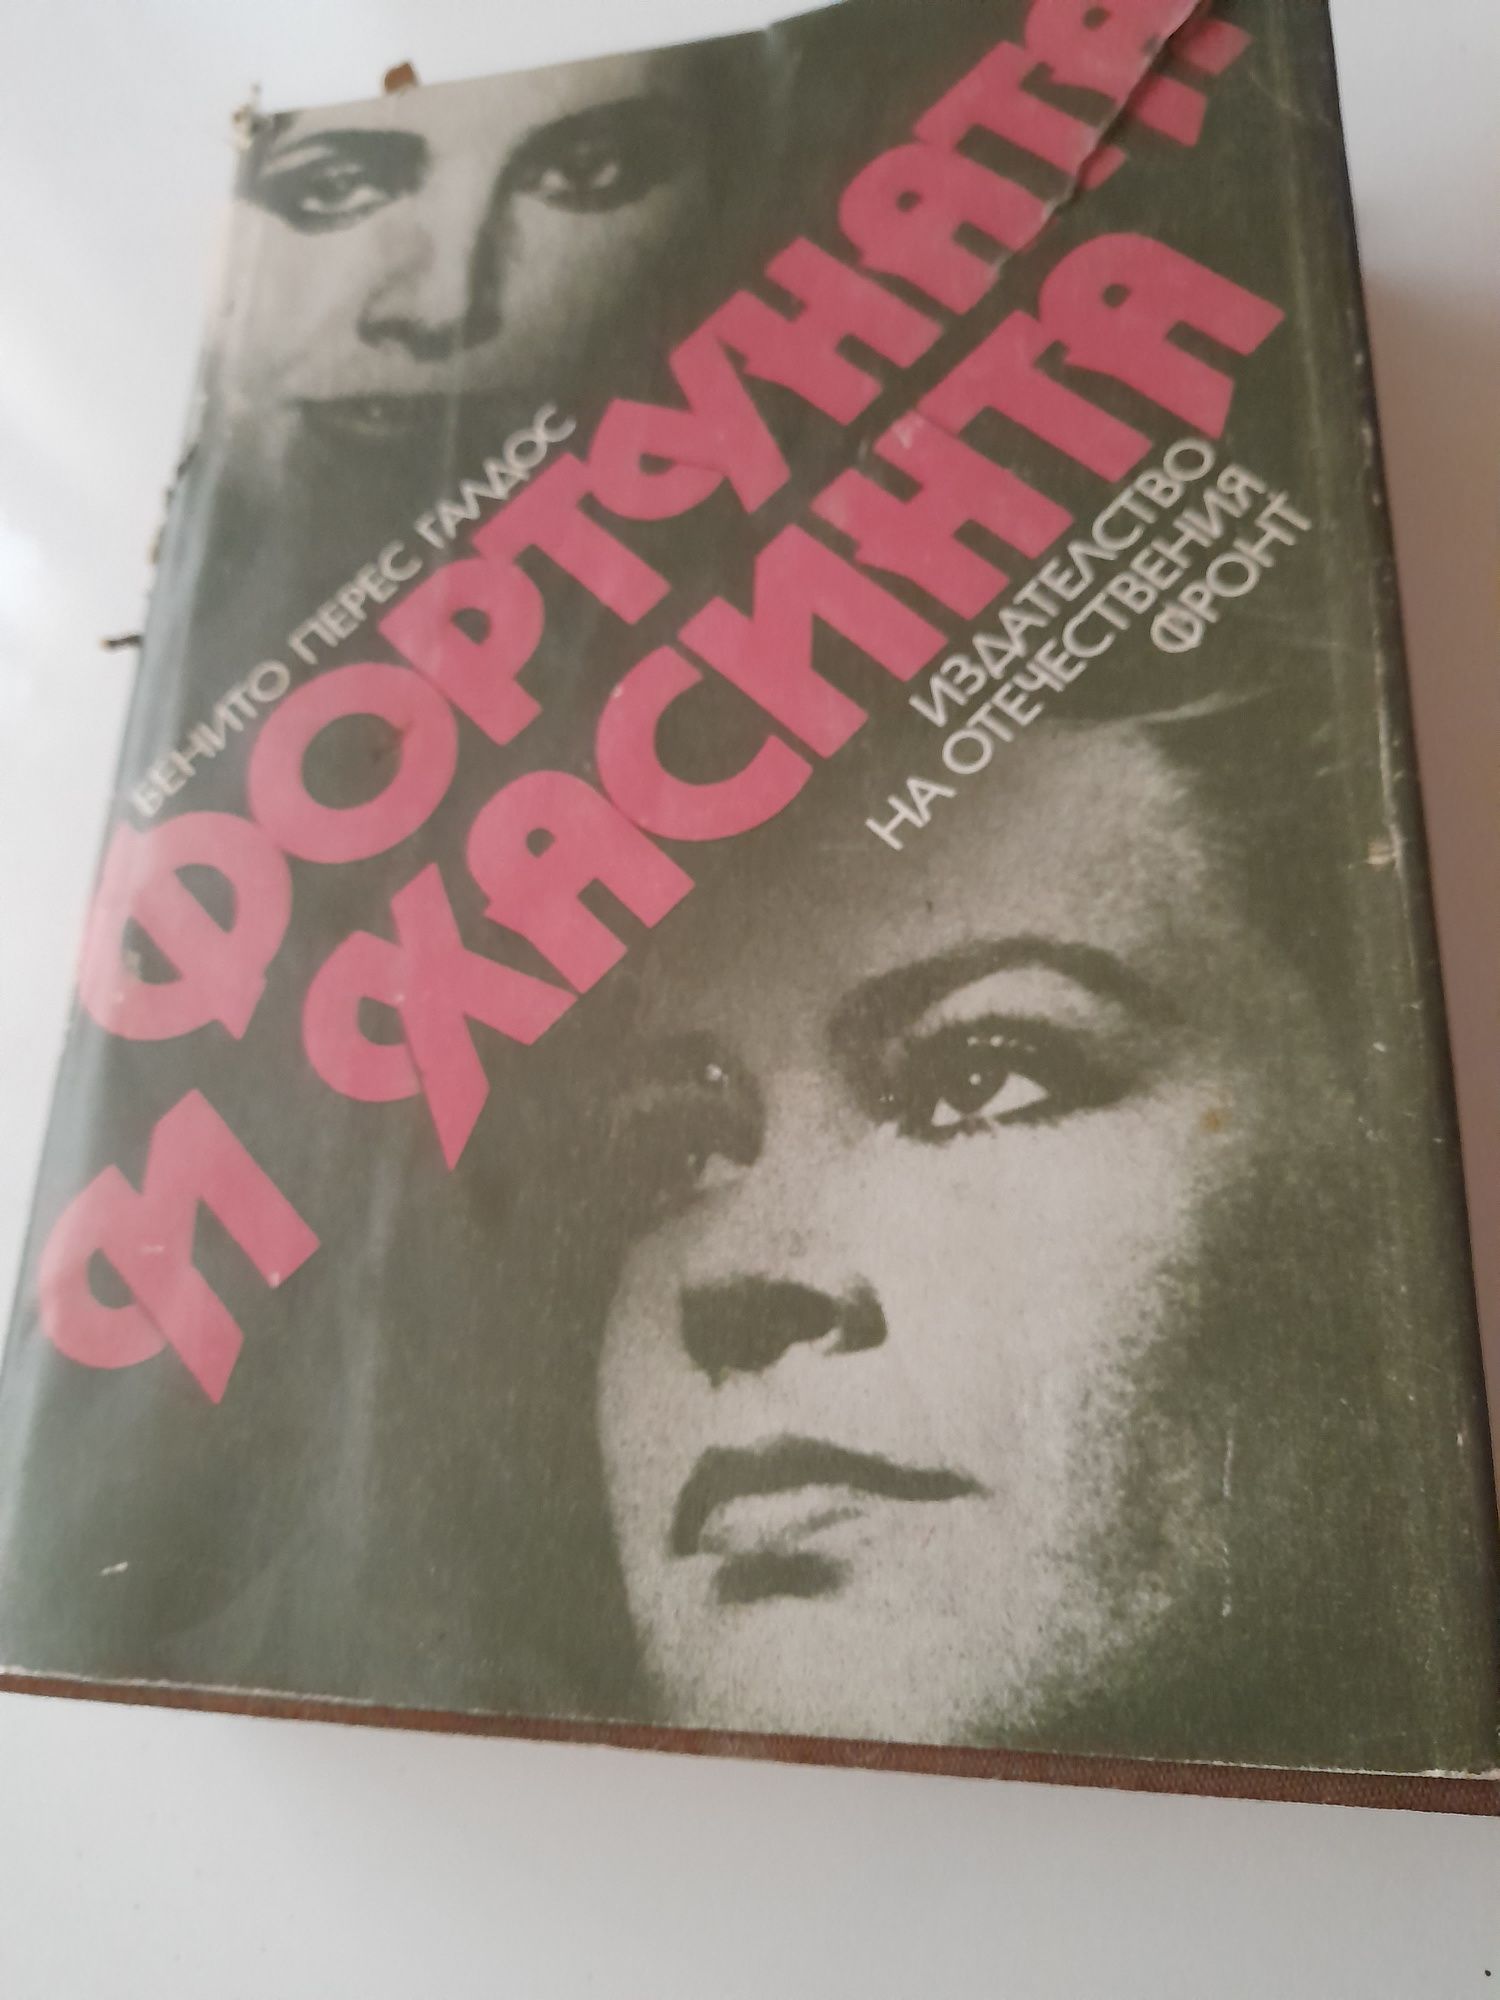 БЕНИТО ПЕРЕС ГАЛДОС
ФОРТУНАТА
И ХАСИНТА
ИЗДАТЕЛСТВО
НА ОТЕЧЕСТВЕНИЯ
ФРОНТ